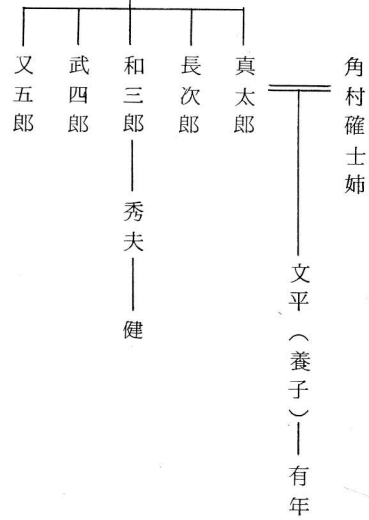 角村確士姉
真太郎
文平（養子）
有年
長次郎
和三郎
秀夫
健
武四郎
又五郎